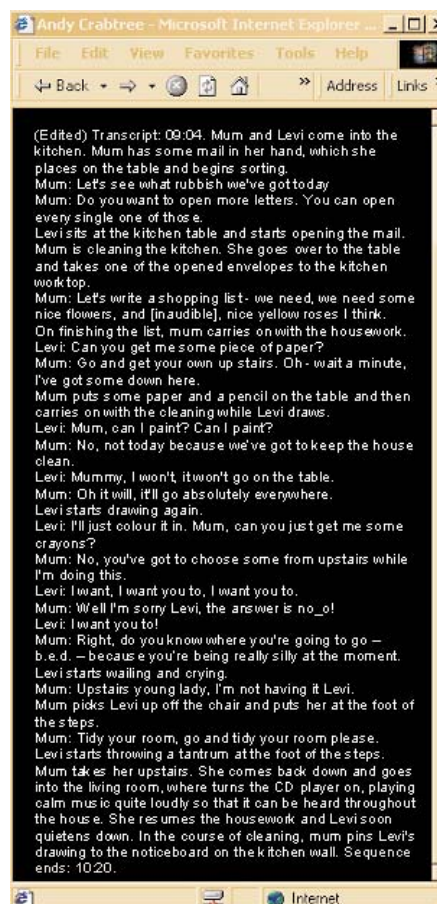 Andy Crabtree - Microsoft Internet Explorer ...
File Edit View Favorites Tools Help
Back » Address Links
(Edited) Transcript: 09:04. Mum and Levi come into the
kitchen. Mum has some mail in her hand, which she
places on the table and begins sorting.
Mum: Let's see what rubbish we've got today
Mum: Do you want to open more letters. You can open
every single one of those.
Levi sits at the kitchen table and starts opening the mail.
Mum is cleaning the kitchen. She goes over to the table
and takes one of the opened envelopes to the kitchen
worktop.
Mum: Let's write a shopping list - we need, we need some
nice flowers, and [inaudible], nice yellow roses I think.
On finishing the list, mum carries on with the housework.
Levi: Can you get me some piece of paper?
Mum: Go and get your own up stairs. Oh - wait a minute,
I've got some down here.
Mum puts some paper and a pencil on the table and then
carries on with the cleaning while Levi draws.
Levi: Mum, can I paint? Can I paint?
Mum: No, not today because we've got to keep the house
clean.
Levi: Mummy, I won't, it won't go on the table.
Mum: Oh it will, it'll go absolutely everywhere.
Levi starts drawing again.
Levi: I'll just colour it in. Mum, can you just get me some
crayons?
Mum: No, you've got to choose some from upstairs while
I'm doing this.
Levi: I want, I want you to, I want you to.
Mum: Well I'm sorry Levi, the answer is no_o!
Levi: I want you to!
Mum: Right, do you know where you're going to go –
b.e.d. – because you're being really silly at the moment.
Levi starts wailing and crying.
Mum: Upstairs young lady, I'm not having it Levi.
Mum picks Levi up off the chair and puts her at the foot of
the steps.
Mum: Tidy your room, go and tidy your room please.
Levi starts throwing a tantrum at the foot of the steps.
Mum takes her upstairs. She comes back down and goes
into the living room, where turns the CD player on, playing
calm music quite loudly so that it can be heard throughout
the house. She resumes the housework and Levi soon
quietens down. In the course of cleaning, mum pins Levi's
drawing to the noticeboard on the kitchen wall. Sequence
ends: 10:20.
Internet